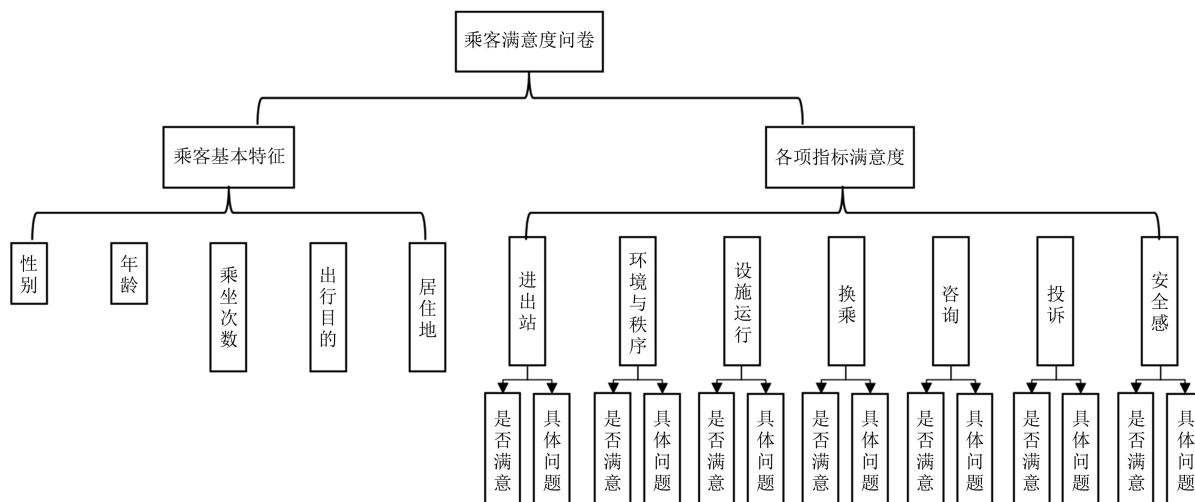 乘客满意度问卷
乘客基本特征
各项指标满意度
性别
年龄
乘坐次数
出行目的
居住地
进出站
环境与秩序
设施运行
换乘
咨询
投诉
安全感
是否满意
具体问题
是否满意
具体问题
是否满意
具体问题
是否满意
具体问题
是否满意
具体问题
是否满意
具体问题
是否满意
具体问题